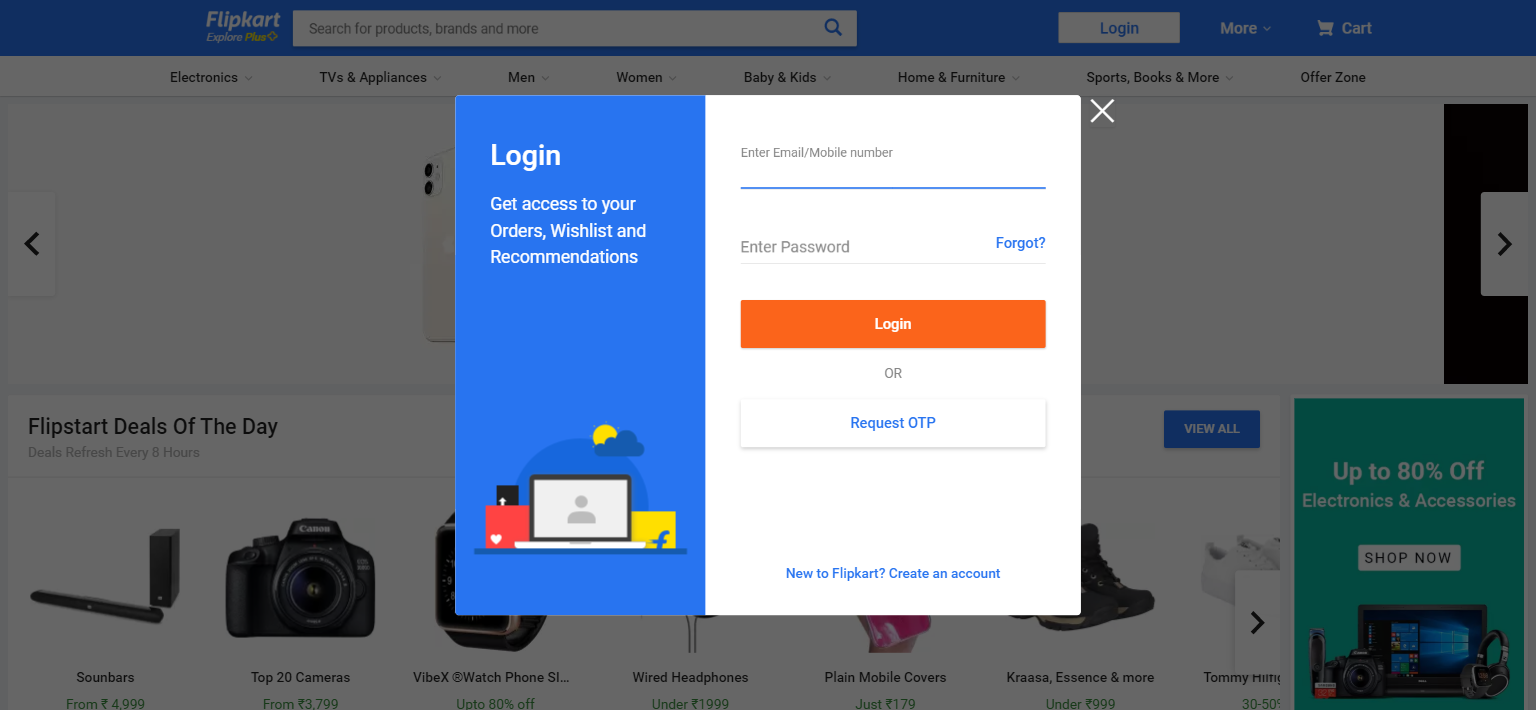 Flipkart
Explore Plus
Search for products, brands and more
Login
More
Cart
Electronics
TVs & Appliances
Men
Women
Baby & Kids
Home & Furniture
Sports, Books & More
Offer Zone
Login
Get access to your
Orders, Wishlist and
Recommendations
Enter Email/Mobile number
Enter Password
Forgot?
Login
OR
Request OTP
New to Flipkart? Create an account
Flipstart Deals Of The Day
Deals Refresh Every 8 Hours
VIEW ALL
Canon
Sounbars
From ₹ 4,999
Top 20 Cameras
From ₹3,799
VibeX ®Watch Phone Sl...
Upto 80% off
Wired Headphones
Under ₹1999
Plain Mobile Covers
Just ₹179
Kraasa, Essence & more
Under ₹999
Tommy
30-50
Up to 80% Off
Electronics & Accessories
SHOP NOW